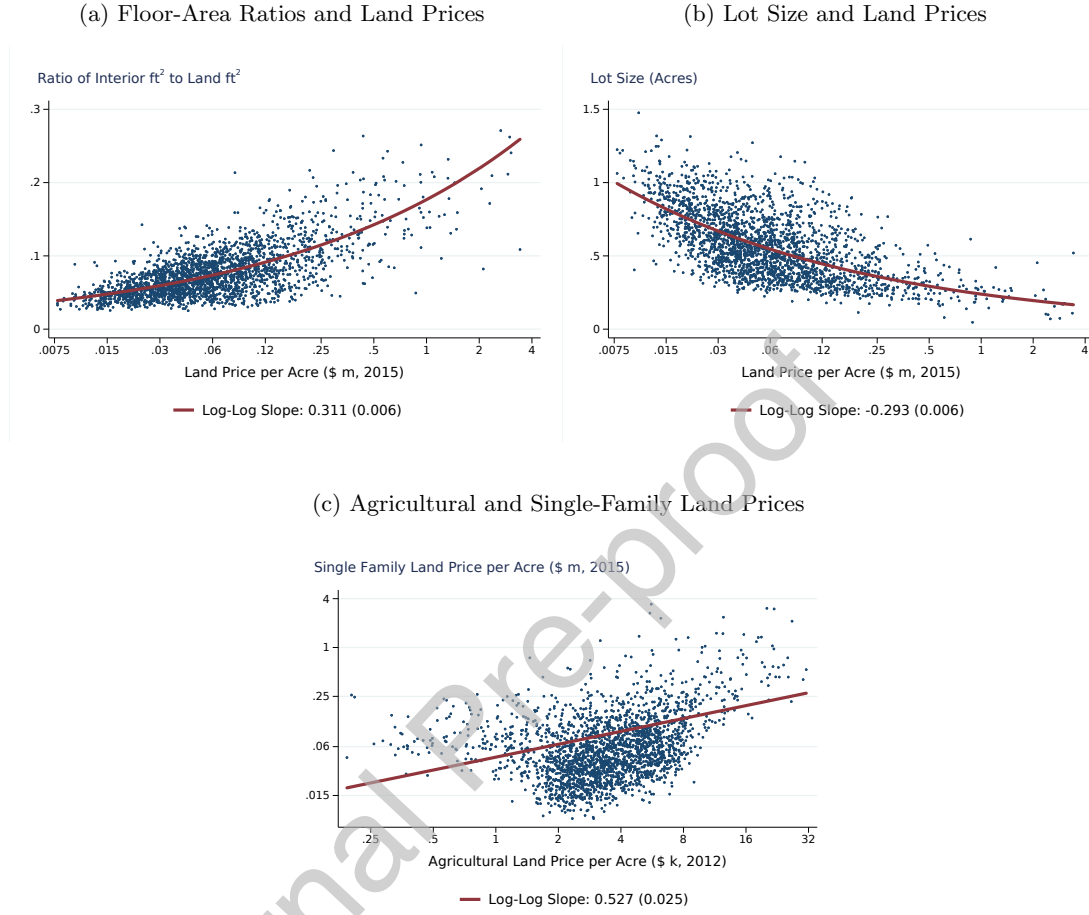 (a) Floor-Area Ratios and Land Prices
(b) Lot Size and Land Prices
Ratio of Interior ft² to Land ft²
.3
.2
.1
0
.0075 .015 .03 .06 .12 .25 .5 1 2 4
Land Price per Acre ($ m, 2015)
Log-Log Slope: 0.311 (0.006)
Lot Size (Acres)
1.5
1
.5
0
.0075 .015 .03 .06 .12 .25 .5 1 2 4
Land Price per Acre ($ m, 2015)
Log-Log Slope: -0.293 (0.006)
(c) Agricultural and Single-Family Land Prices
Single Family Land Price per Acre ($ m, 2015)
4
1
.25
.06
.015
.25 .5 1 2 4 8 16 32
Agricultural Land Price per Acre ($ k, 2012)
Log-Log Slope: 0.527 (0.025)
nal Pre-proof